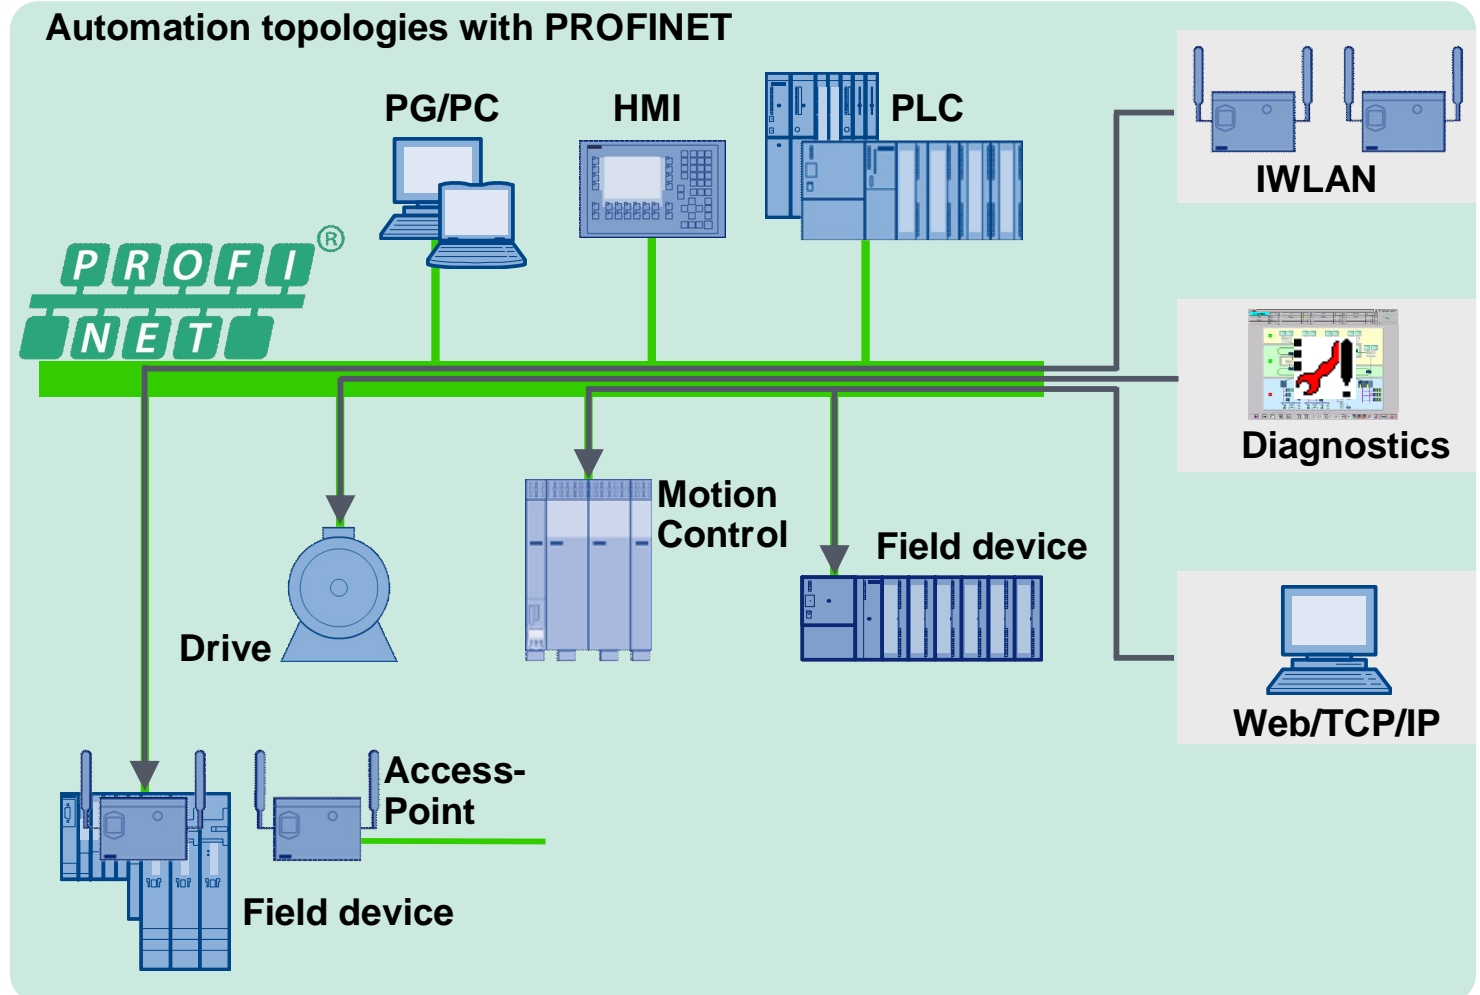 Automation topologies with PROFINET
PG/PC
HMI
PLC
IWLAN
PROFI®
NET
Diagnostics
Motion
Control
Field device
Drive
Web/TCP/IP
Access-
Point
Field device